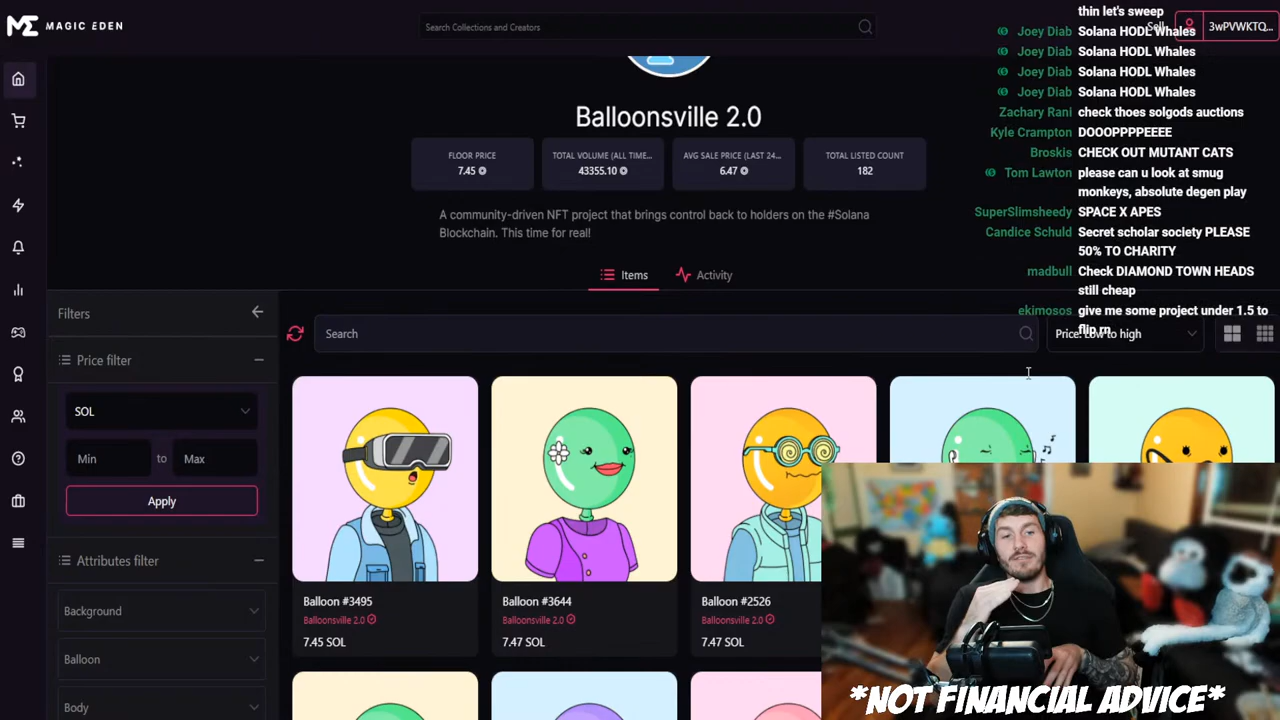 MAGIC EDEN
Search Collections and Creators
3wPVWKTQ...
Balloonsville 2.0
FLOOR PRICE
7.45
TOTAL VOLUME (ALL TIME...
43355.10
AVG SALE PRICE (LAST 24...
6.47
TOTAL LISTED COUNT
182
A community-driven NFT project that brings control back to holders on the #Solana
Blockchain. This time for real!
Items
Activity
thin let's sweep
Joey Diab Solana HODL Whales
Joey Diab Solana HODL Whales
Joey Diab Solana HODL Whales
Joey Diab Solana HODL Whales
Zachary Rani check thoes solgods auctions
Kyle Crampton DOOOPPPPEEEE
Broskis CHECK OUT MUTANT CATS
Tom Lawton please can u look at smug
monkeys, absolute degen play
SuperSlimsheedy SPACE X APES
Candice Schuld Secret scholar society PLEASE
50% TO CHARITY
madbull Check DIAMOND TOWN HEADS
still cheap
ekimosos give me some project under 1.5 to
flip m
Filters
Search
Price: Low to high
Price filter
SOL
Min to Max
Apply
Attributes filter
Background
Balloon
Body
Balloon #3495
Balloonsville 2.0
7.45 SOL
Balloon #3644
Balloonsville 2.0
7.47 SOL
Balloon #2526
Balloonsville 2.0
7.47 SOL
*NOT FINANCIAL ADVICE*